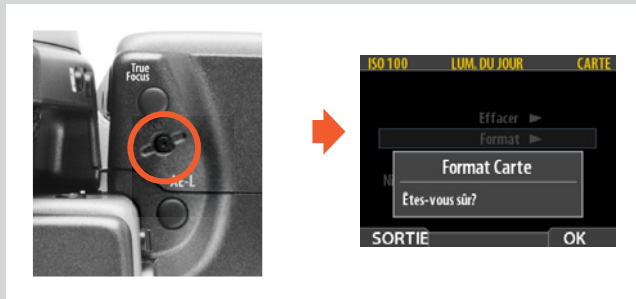 True
Focus
AE-L
ISO 100 LUM. DU JOUR CARTE
Effacer
Format
Format Carte
Êtes-vous sûr?
SORTIE OK